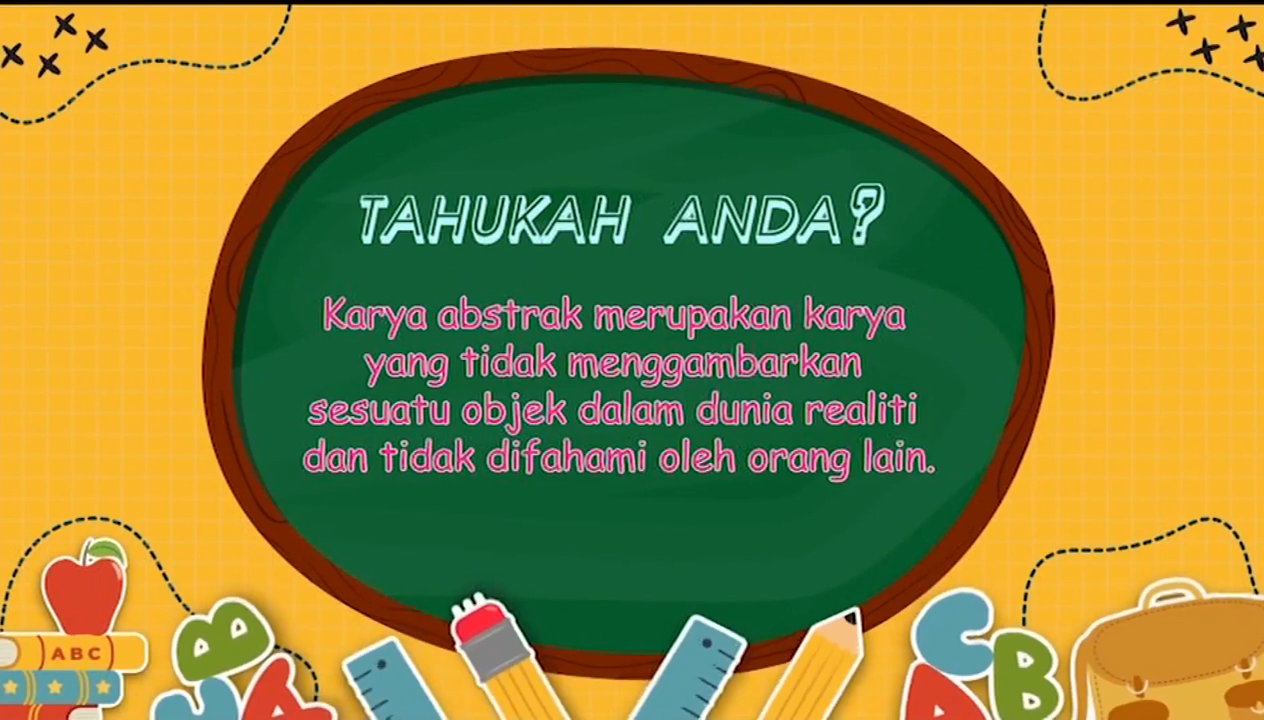 TAHUKAH ANDA?
Karya abstrak merupakan karya
yang tidak menggambarkan
sesuatu objek dalam dunia realiti
dan tidak difahami oleh orang lain.
ABC
B
A
C
B